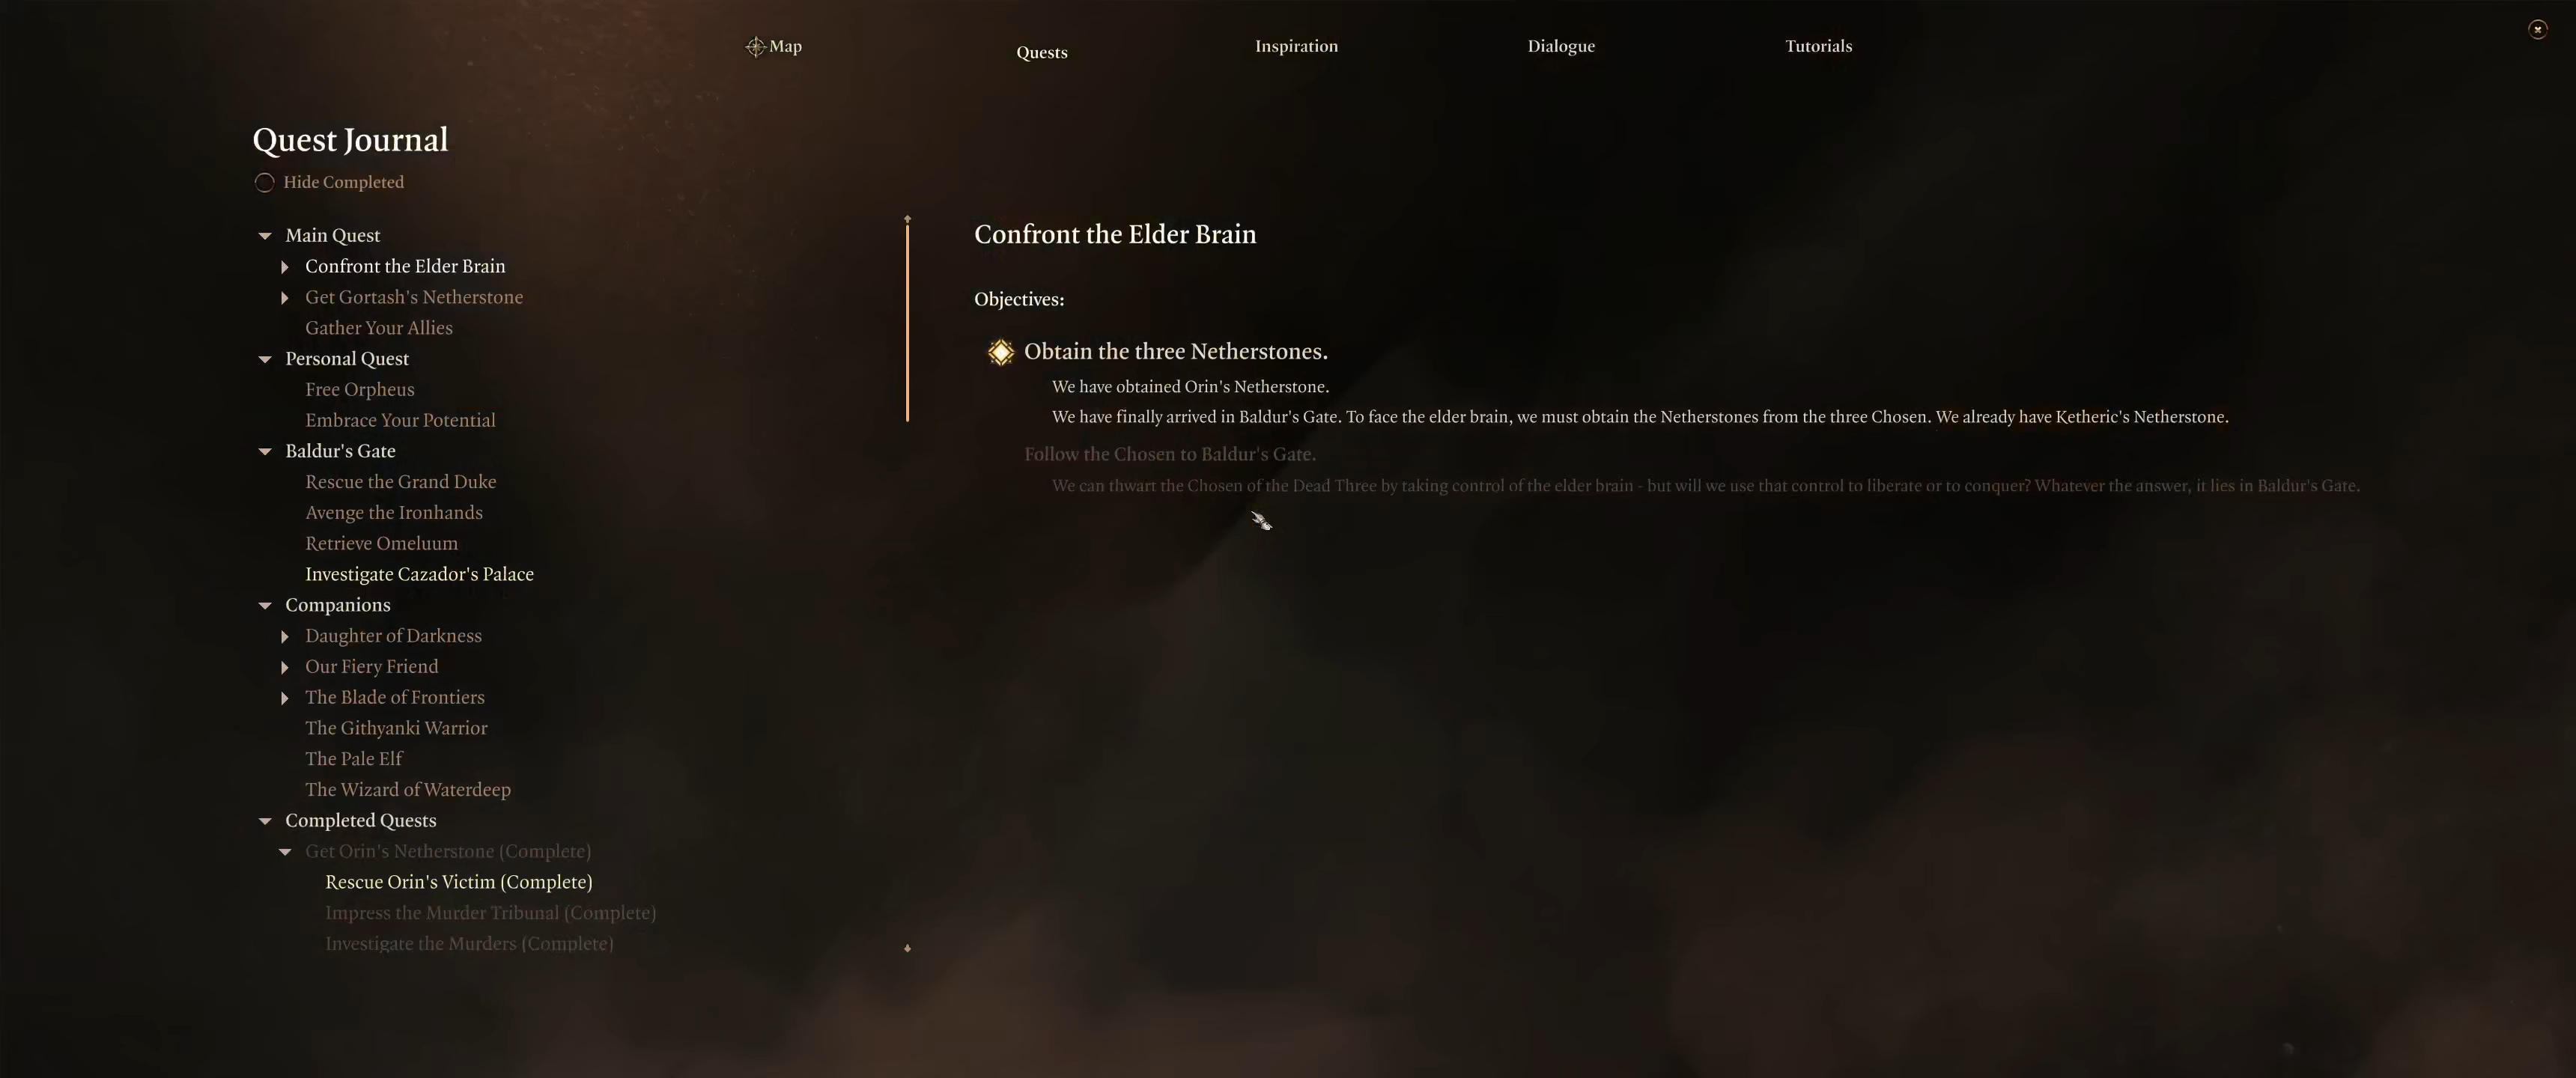 Map
Quests
Inspiration
Dialogue
Tutorials
Quest Journal
Hide Completed
Main Quest
Confront the Elder Brain
Get Gortash's Netherstone
Gather Your Allies
Personal Quest
Free Orpheus
Embrace Your Potential
Baldur's Gate
Rescue the Grand Duke
Avenge the Ironhands
Retrieve Omeluum
Investigate Cazador's Palace
Companions
Daughter of Darkness
Our Fiery Friend
The Blade of Frontiers
The Githyanki Warrior
The Pale Elf
The Wizard of Waterdeep
Completed Quests
Get Orin's Netherstone (Complete)
Rescue Orin's Victim (Complete)
Impress the Murder Tribunal (Complete)
Investigate the Murders (Complete)
Confront the Elder Brain
Objectives:
Obtain the three Netherstones.
We have obtained Orin's Netherstone.
We have finally arrived in Baldur's Gate. To face the elder brain, we must obtain the Netherstones from the three Chosen. We already have Ketheric's Netherstone.
Follow the Chosen to Baldur's Gate.
We can thwart the Chosen of the Dead Three by taking control of the elder brain - but will we use that control to liberate or to conquer? Whatever the answer, it lies in Baldur's Gate.